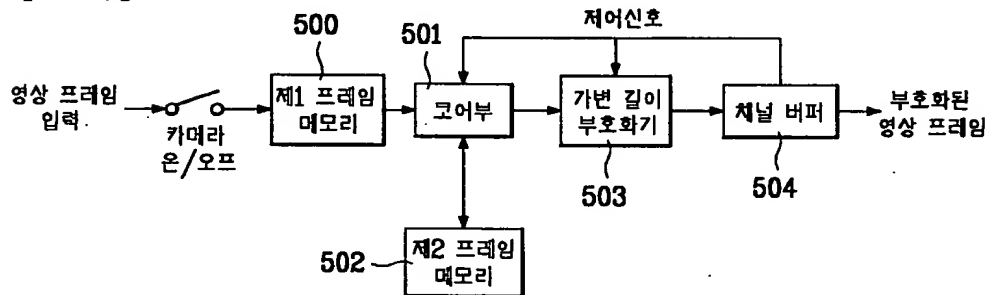 제어신호
500
501
영상 프레임
입력
카메라
온/오프
제1 프레임
메모리
코어부
가변 길이
부호화기
채널 버퍼
부호화된
영상 프레임
503
504
502
제2 프레임
메모리